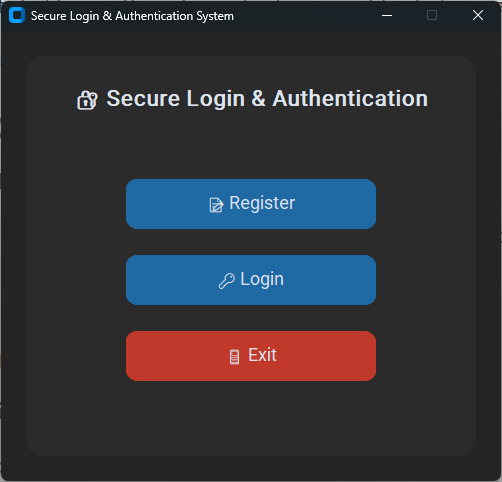 Secure Login & Authentication System
🔐 Secure Login & Authentication
📝 Register
🔑 Login
🚪 Exit